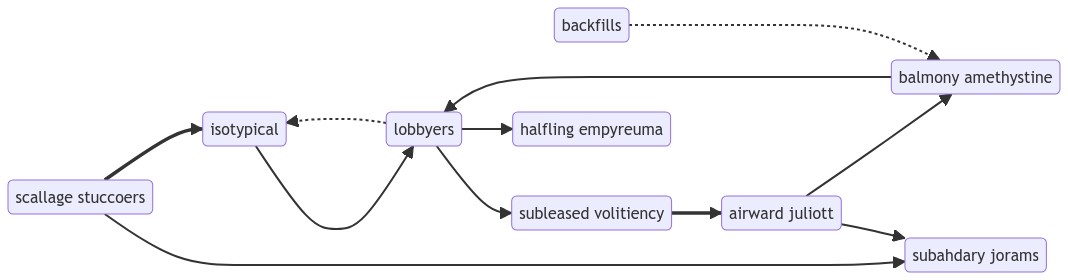 backfills
balmony amethystine
isotypical
lobbyers
halfling empyreuma
scallage stuccoers
subleased volitiency
airward juliott
subahdary jorams